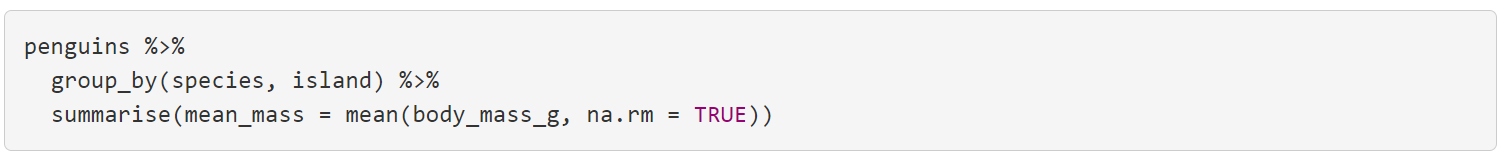 penguins %>%
  group_by(species, island) %>%
  summarise(mean_mass = mean(body_mass_g, na.rm = TRUE))